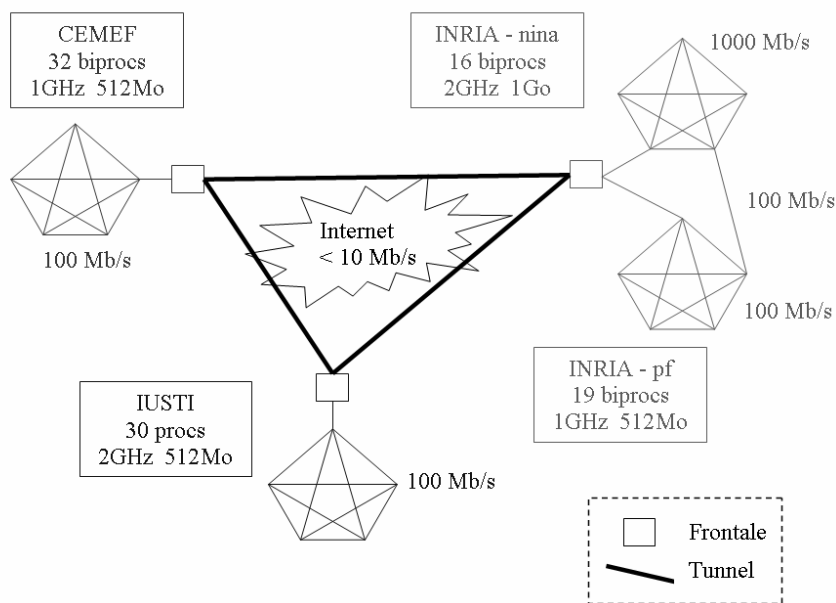 CEMEF
32 biprocs
1GHz 512Mo
INRIA - nina
16 biprocs
2GHz 1Go
1000 Mb/s
100 Mb/s
Internet
< 10 Mb/s
100 Mb/s
100 Mb/s
INRIA - pf
19 biprocs
1GHz 512Mo
IUSTI
30 procs
2GHz 512Mo
100 Mb/s
Frontale
Tunnel